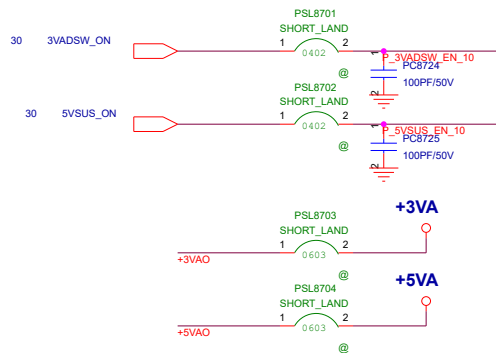 PSL8701
SHORT_LAND
30 3VADSW_ON
1 2
0402
@
P_3VADSW_EN_10
1
PC8724
100PF/50V
2
PSL8702
SHORT_LAND
30 5VSUS_ON
1 2
0402
@
P_5VSUS_EN_10
1
PC8725
100PF/50V
2
PSL8703
SHORT_LAND
+3VA
1 2
0603
+3VAO
@
PSL8704
SHORT_LAND
+5VA
1 2
0603
+5VAO
@